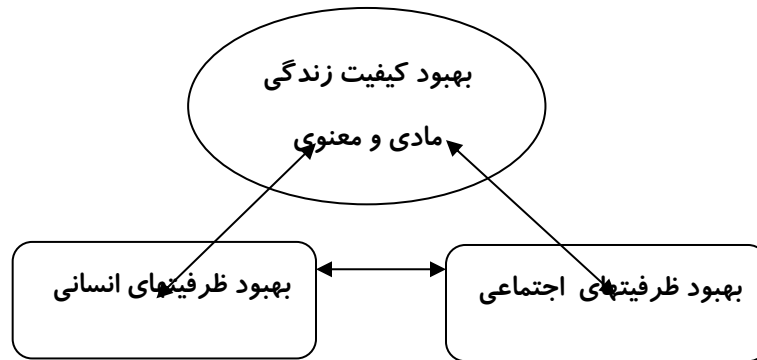 بهبود کیفیت زندگی
مادی و معنوی
بهبود ظرفیتهای اجتماعی
بهبود ظرفیتهای انسانی